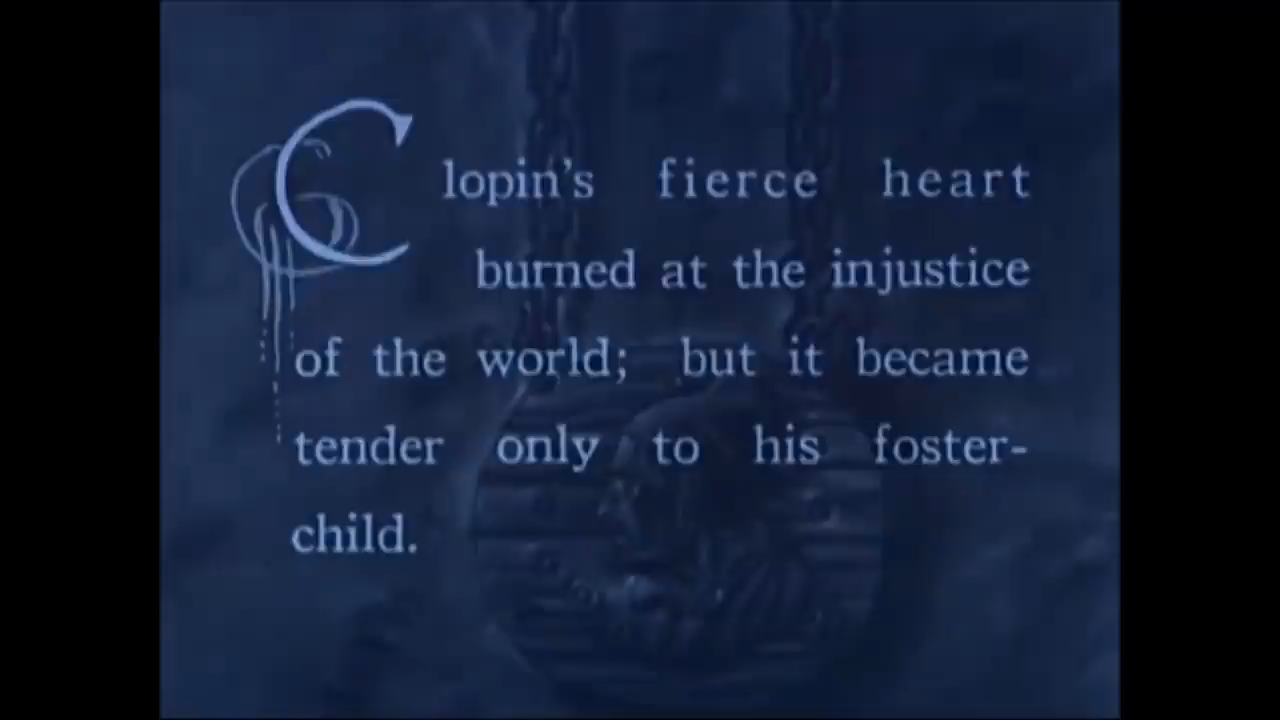 Clopin's fierce heart
burned at the injustice
of the world; but it became
tender only to his foster-
child.